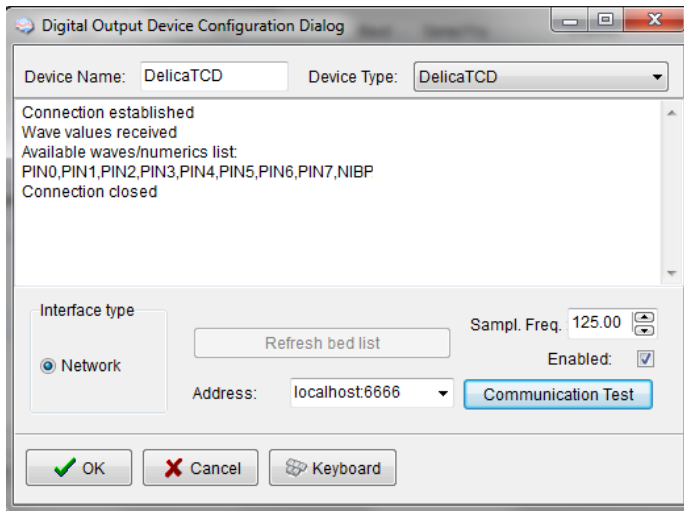 Digital Output Device Configuration Dialog
Device Name: DelicaTCD Device Type: DelicaTCD
Connection established
Wave values received
Available waves/numerics list:
PIN0,PIN1,PIN2,PIN3,PIN4,PIN5,PIN6,PIN7,NIBP
Connection closed
Interface type
Network
Refresh bed list
Sampl. Freq. 125.00
Enabled:
Address: localhost:6666 Communication Test
OK Cancel Keyboard